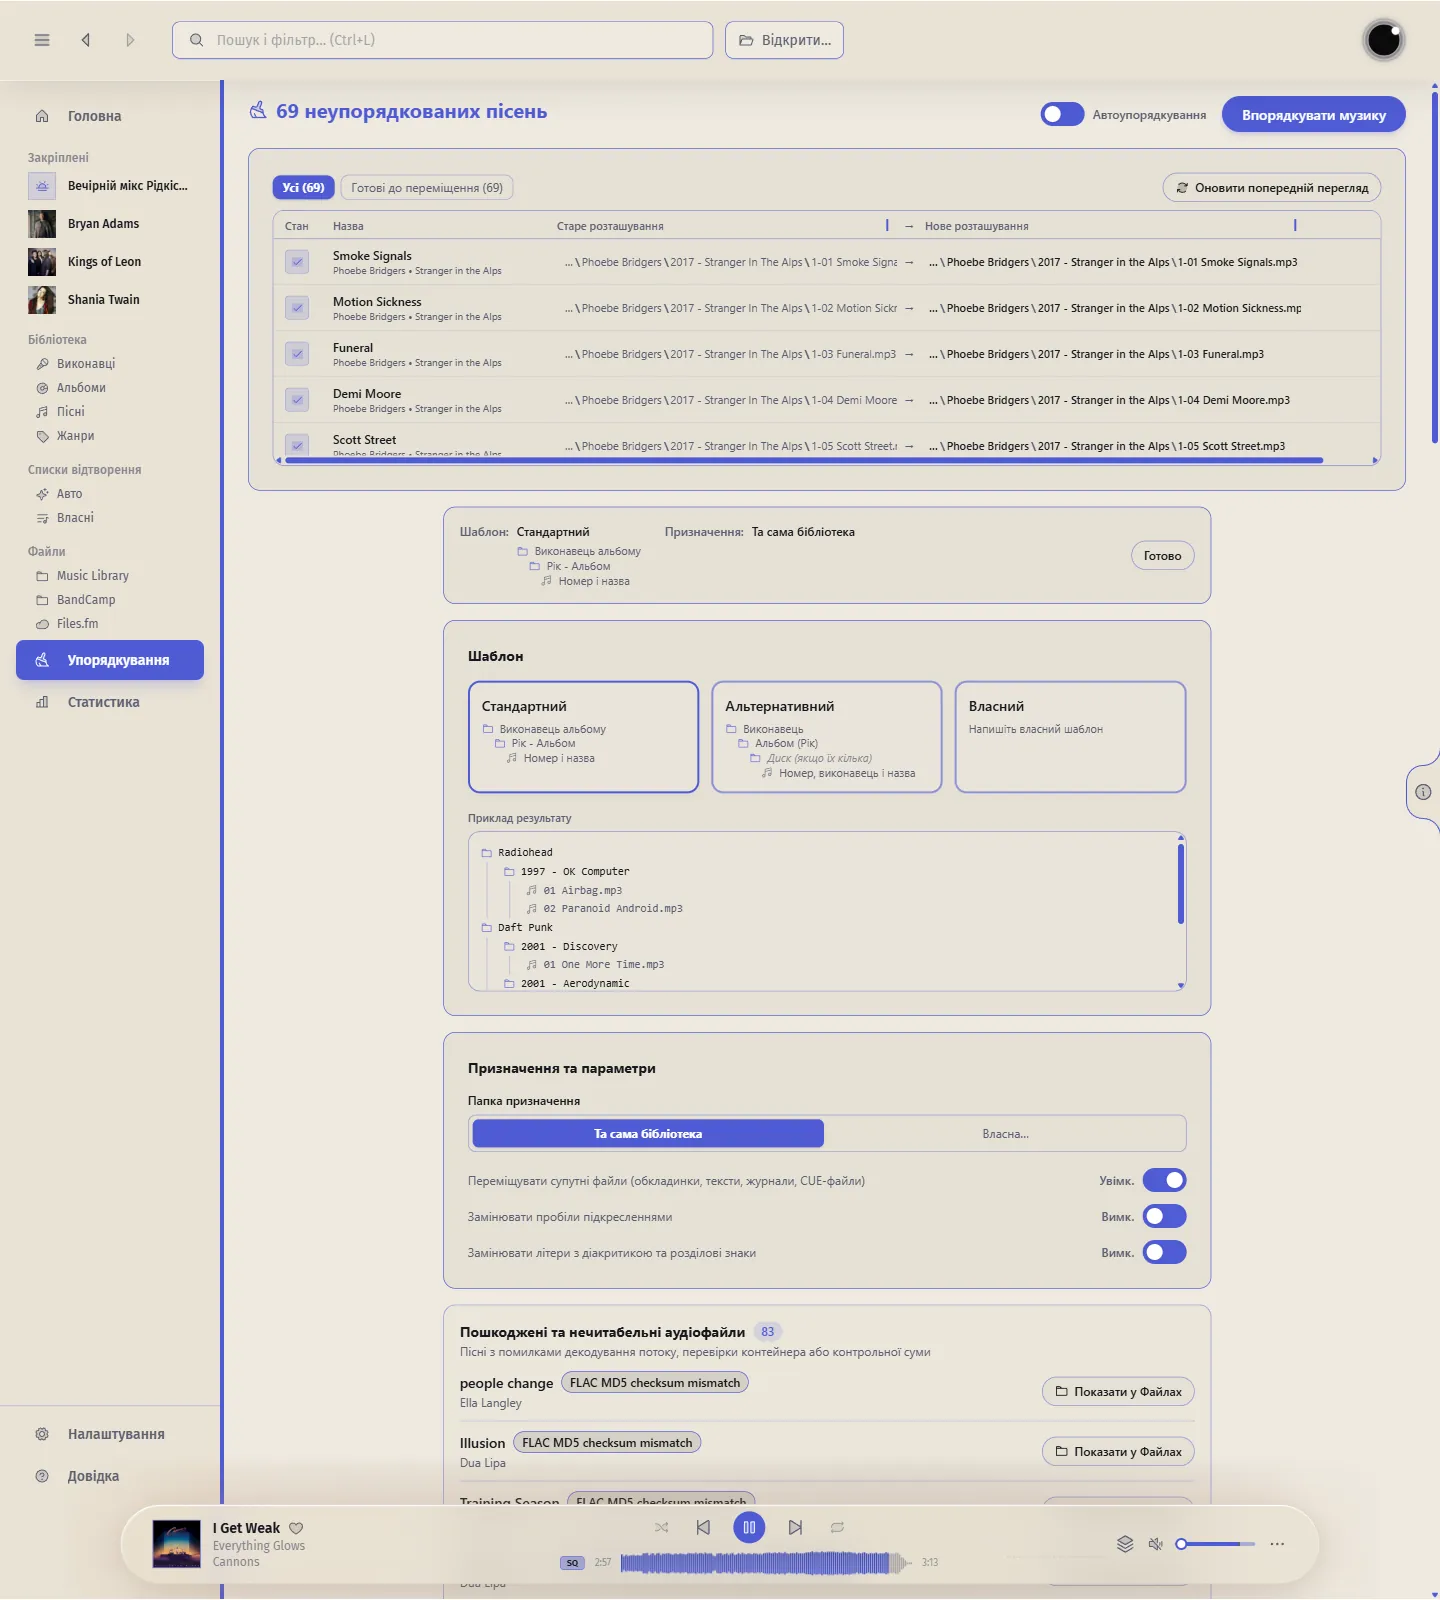 Пошук і фільтр... (Ctrl+L)
Відкрити...
Головна
Закріплені
Вечірній мікс Рідкіс...
Bryan Adams
Kings of Leon
Shania Twain
Бібліотека
Виконавці
Альбоми
Пісні
Жанри
Списки відтворення
Авто
Власні
Файли
Music Library
BandCamp
Files.fm
Упорядкування
Статистика
Налаштування
Довідка
69 неупорядкованих пісень
Автоупорядкування
Впорядкувати музику
Усі (69)
Готові до переміщення (69)
Оновити попередній перегляд
Стан Назва Старе розташування → Нове розташування
Smoke Signals
Phoebe Bridgers • Stranger in the Alps
...\Phoebe Bridgers\2017 - Stranger In The Alps\1-01 Smoke Signa → ...\Phoebe Bridgers\2017 - Stranger in the Alps\1-01 Smoke Signals.mp3
Motion Sickness
Phoebe Bridgers • Stranger in the Alps
...\Phoebe Bridgers\2017 - Stranger In The Alps\1-02 Motion Sickr → ...\Phoebe Bridgers\2017 - Stranger in the Alps\1-02 Motion Sickness.mp
Funeral
Phoebe Bridgers • Stranger in the Alps
...\Phoebe Bridgers\2017 - Stranger In The Alps\1-03 Funeral.mp3 → ...\Phoebe Bridgers\2017 - Stranger in the Alps\1-03 Funeral.mp3
Demi Moore
Phoebe Bridgers • Stranger in the Alps
...\Phoebe Bridgers\2017 - Stranger In The Alps\1-04 Demi Moore → ...\Phoebe Bridgers\2017 - Stranger in the Alps\1-04 Demi Moore.mp3
Scott Street
Phoebe Bridgers • Stranger in the Alps
...\Phoebe Bridgers\2017 - Stranger In The Alps\1-05 Scott Street.r → ...\Phoebe Bridgers\2017 - Stranger in the Alps\1-05 Scott Street.mp3
Шаблон: Стандартний Призначення: Та сама бібліотека
Виконавець альбому
Рік - Альбом
Номер і назва
Готово
Шаблон
Стандартний
Виконавець альбому
Рік - Альбом
Номер і назва
Альтернативний
Виконавець
Альбом (Рік)
Диск (якщо їх кілька)
Номер, виконавець і назва
Власний
Напишіть власний шаблон
Приклад результату
Radiohead
1997 - OK Computer
01 Airbag.mp3
02 Paranoid Android.mp3
Daft Punk
2001 - Discovery
01 One More Time.mp3
2001 - Aerodynamic
Призначення та параметри
Папка призначення
Та сама бібліотека
Власна...
Переміщувати супутні файли (обкладинки, тексти, журнали, CUE-файли) Увімк.
Замінювати пробіли підкресленнями Вимк.
Замінювати літери з діакритикою та розділові знаки Вимк.
Пошкоджені та нечитабельні аудіофайли 83
Пісні з помилками декодування потоку, перевірки контейнера або контрольної суми
people change FLAC MD5 checksum mismatch
Ella Langley
Показати у Файлах
Illusion FLAC MD5 checksum mismatch
Dua Lipa
Показати у Файлах
Training Season FLAC MD5 checksum mismatch
Dua Lipa
I Get Weak
Everything Glows
Cannons
SQ 2:57 3:13